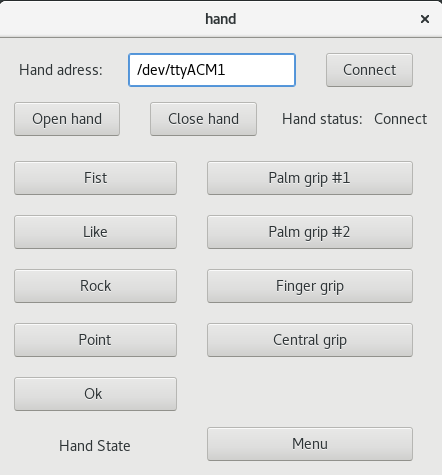 hand ×
Hand adress: /dev/ttyACM1 Connect
Open hand Close hand Hand status: Connect
Fist Palm grip #1
Like Palm grip #2
Rock Finger grip
Point Central grip
Ok
Hand State Menu